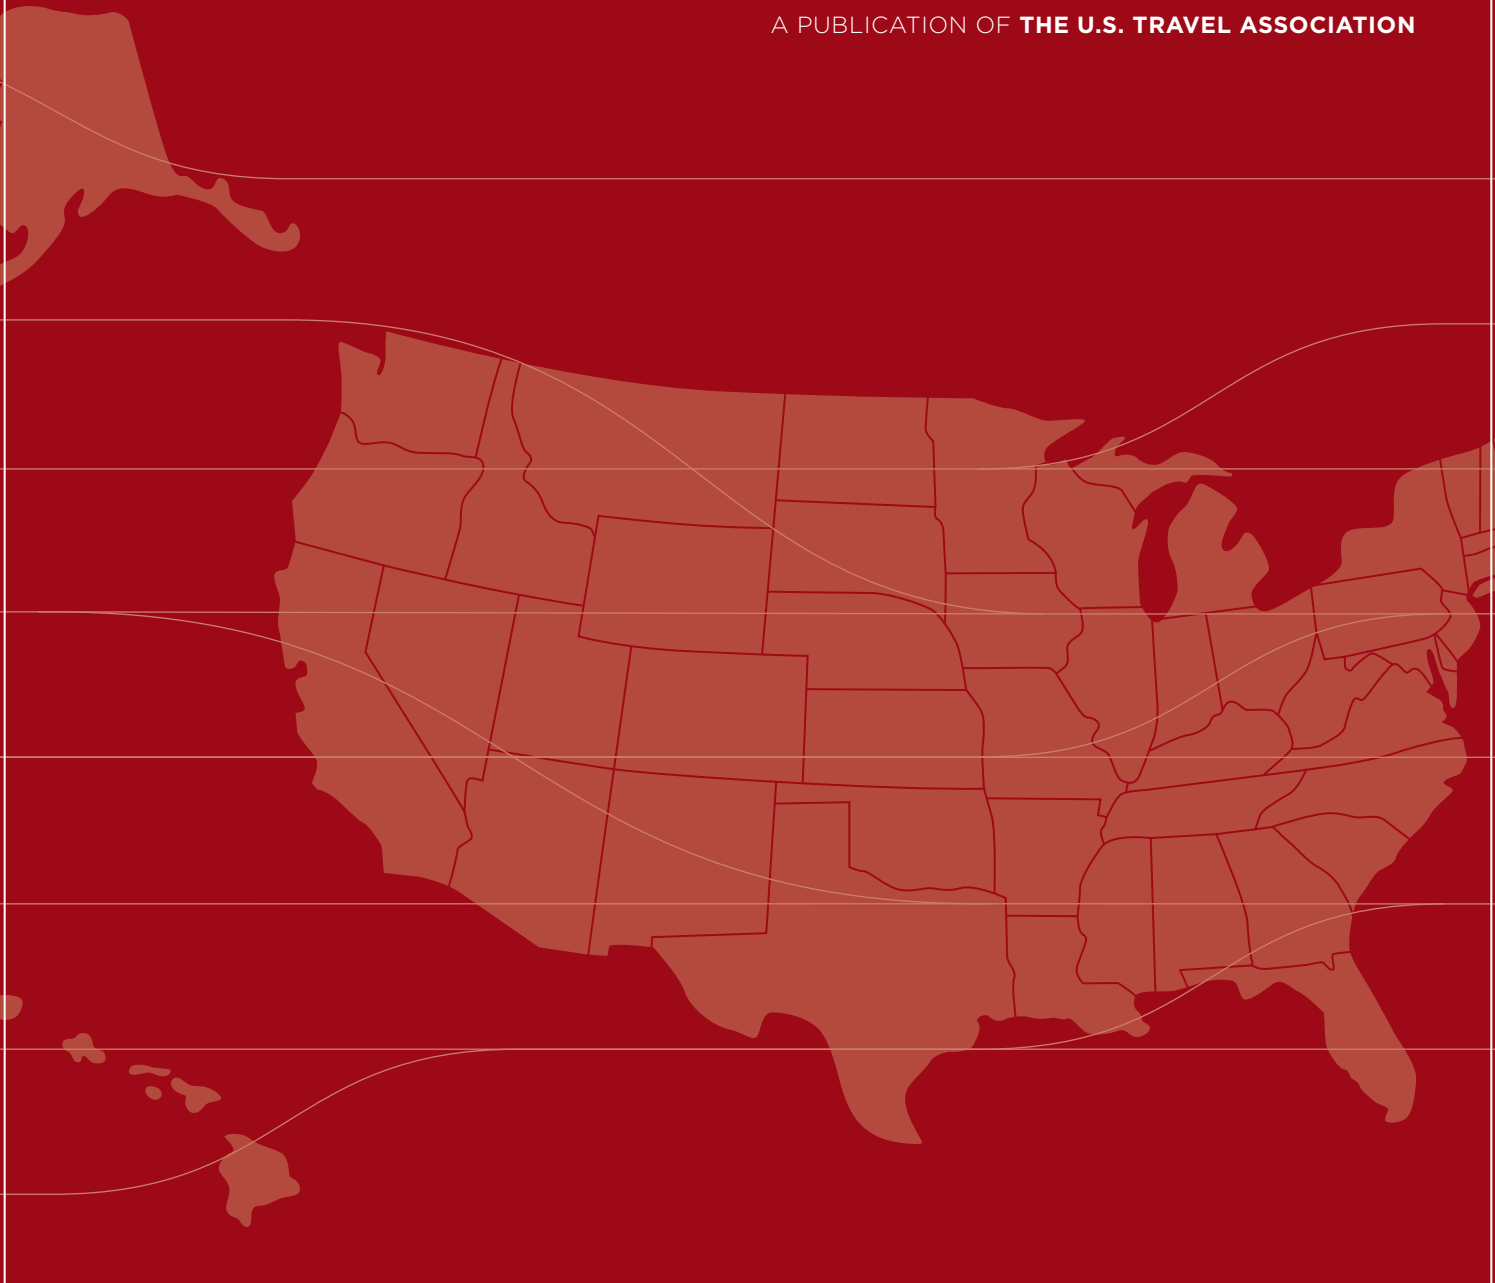 A PUBLICATION OF THE U.S. TRAVEL ASSOCIATION